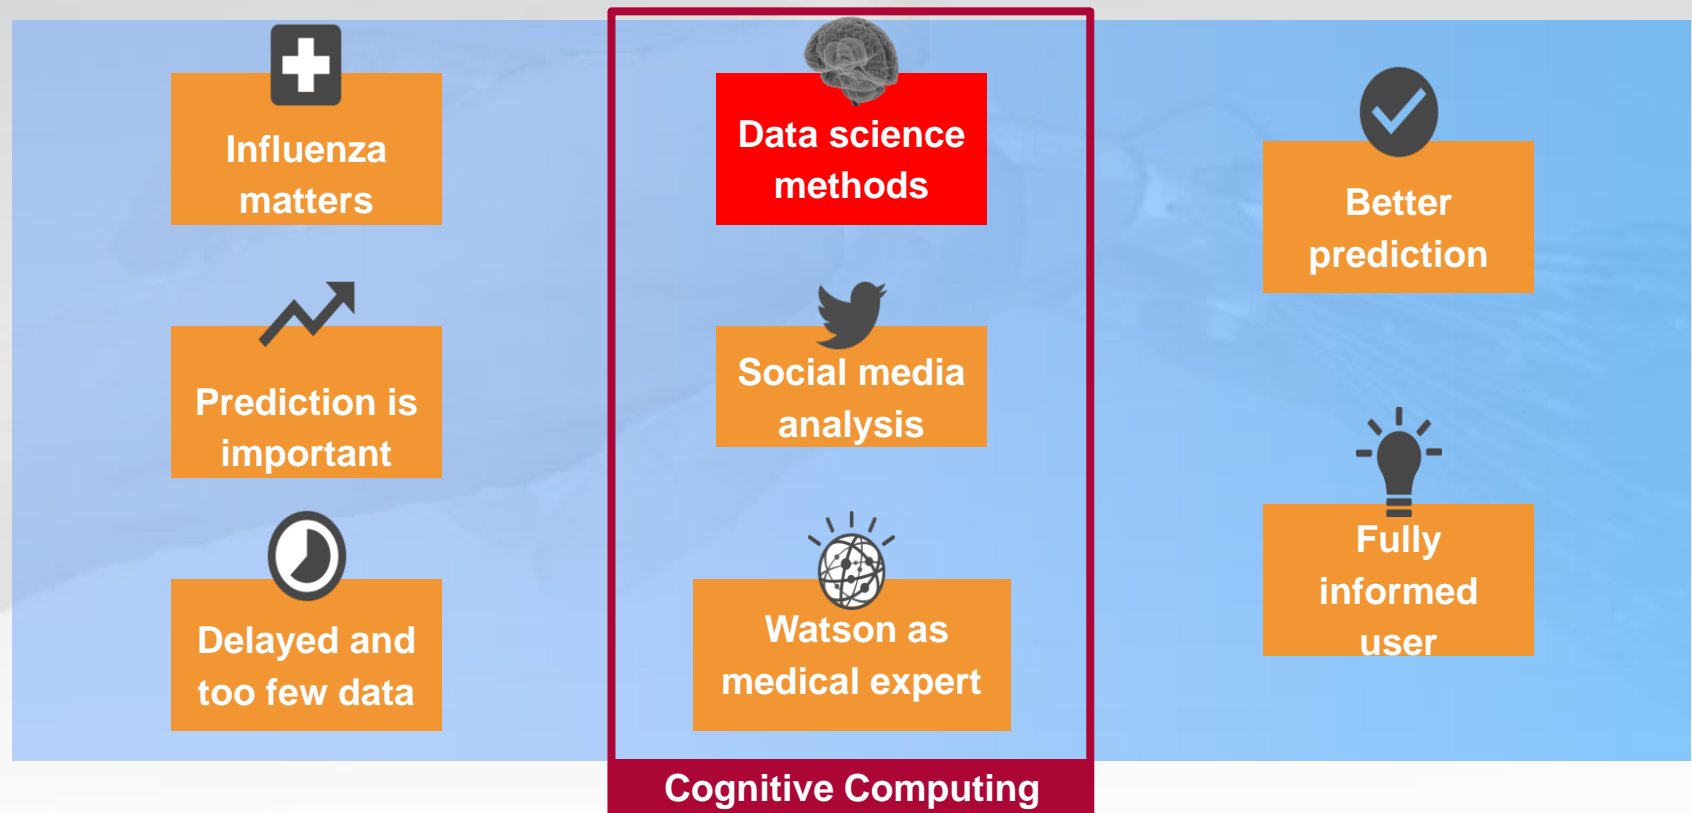 Influenza
matters
Prediction is
important
Delayed and
too few data
Data science
methods
Social media
analysis
Watson as
medical expert
Cognitive Computing
Better
prediction
Fully
informed
user